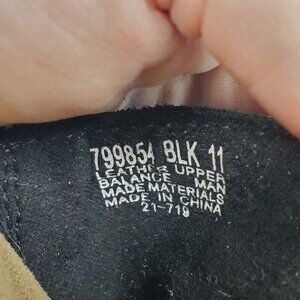 799854 BLK 11
LEATHER UPPER
BALANCE MAN
MADE MATERIALS
MADE IN CHINA
21-719